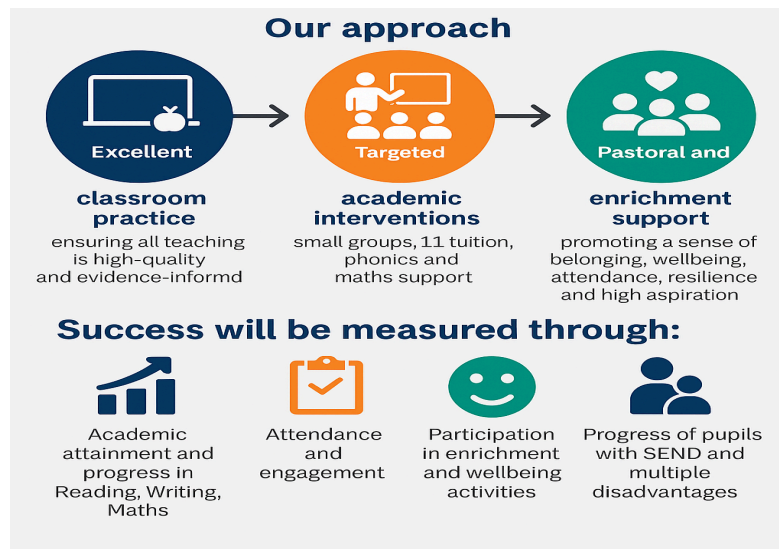 Our approach
Excellent
classroom
practice
ensuring all teaching
is high-quality
and evidence-informd
Targeted
academic
interventions
small groups, 11 tuition,
phonics and
maths support
Pastoral and
enrichment
support
promoting a sense of
belonging, wellbeing,
attendance, resilience
and high aspiration
Success will be measured through:
Academic
attainment and
progress in
Reading, Writing,
Maths
Attendance
and
engagement
Participation
in enrichment
and wellbeing
activities
Progress of pupils
with SEND and
multiple
disadvantages